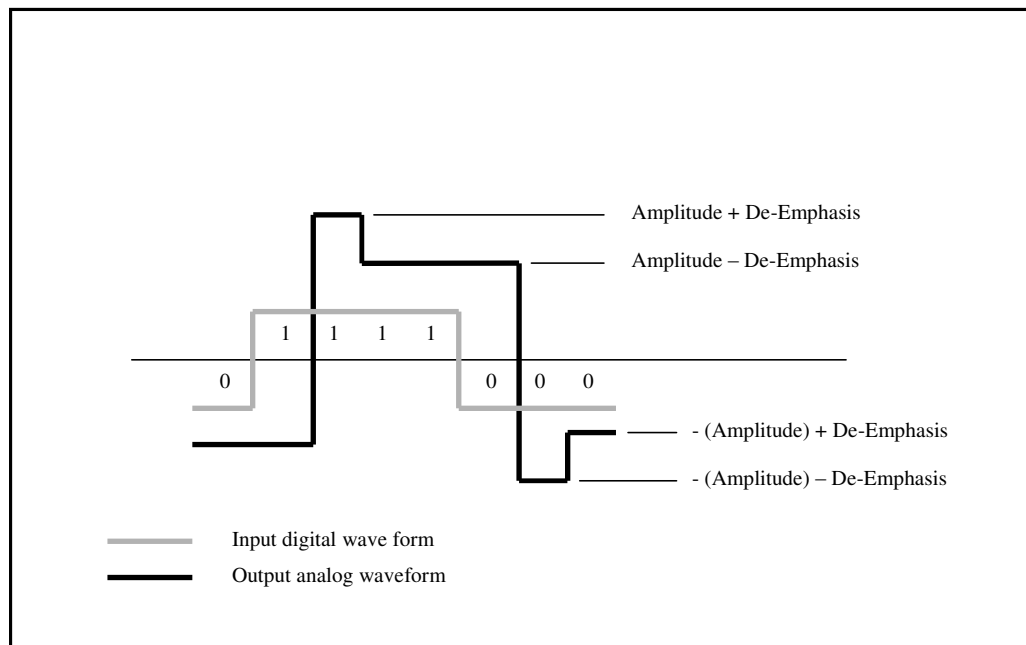 Amplitude + De-Emphasis
Amplitude – De-Emphasis
1 1 1 1
0 0 0 0
- (Amplitude) + De-Emphasis
- (Amplitude) – De-Emphasis
Input digital wave form
Output analog waveform